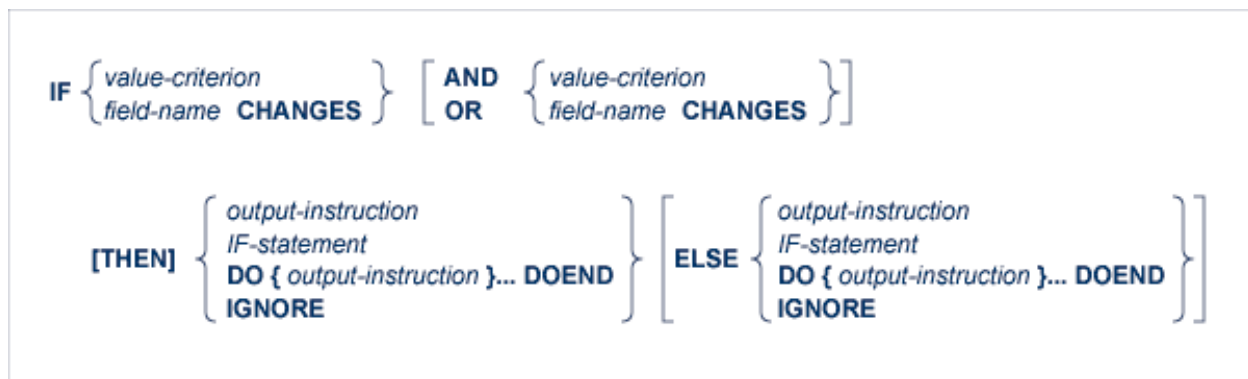 value-criterion AND value-criterion
IF field-name CHANGES OR field-name CHANGES
output-instruction output-instruction
IF-statement IF-statement
[THEN] DO { output-instruction }... DOEND ELSE DO { output-instruction }... DOEND
IGNORE IGNORE